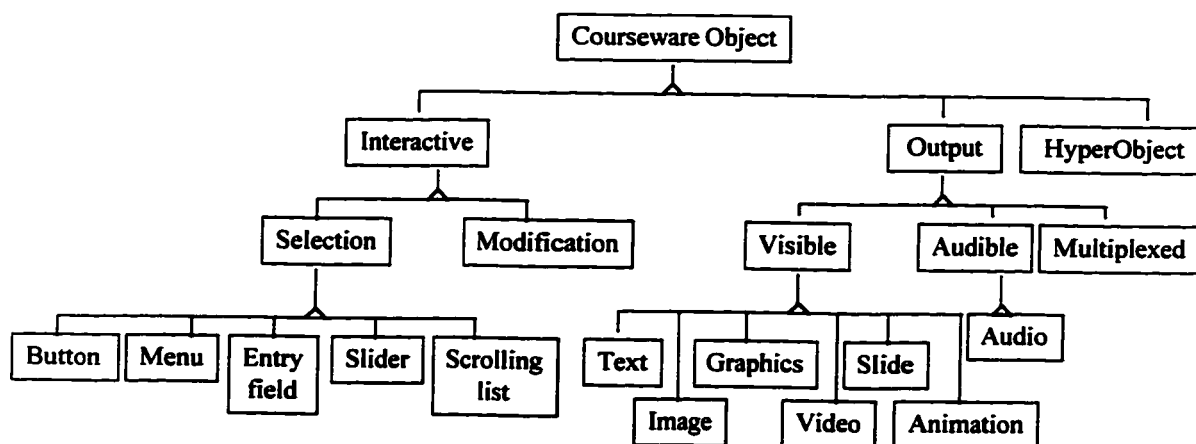 Courseware Object
Interactive
Output
HyperObject
Selection
Modification
Visible
Audible
Multiplexed
Button
Menu
Entry
field
Slider
Scrolling
list
Text
Graphics
Slide
Audio
Image
Video
Animation